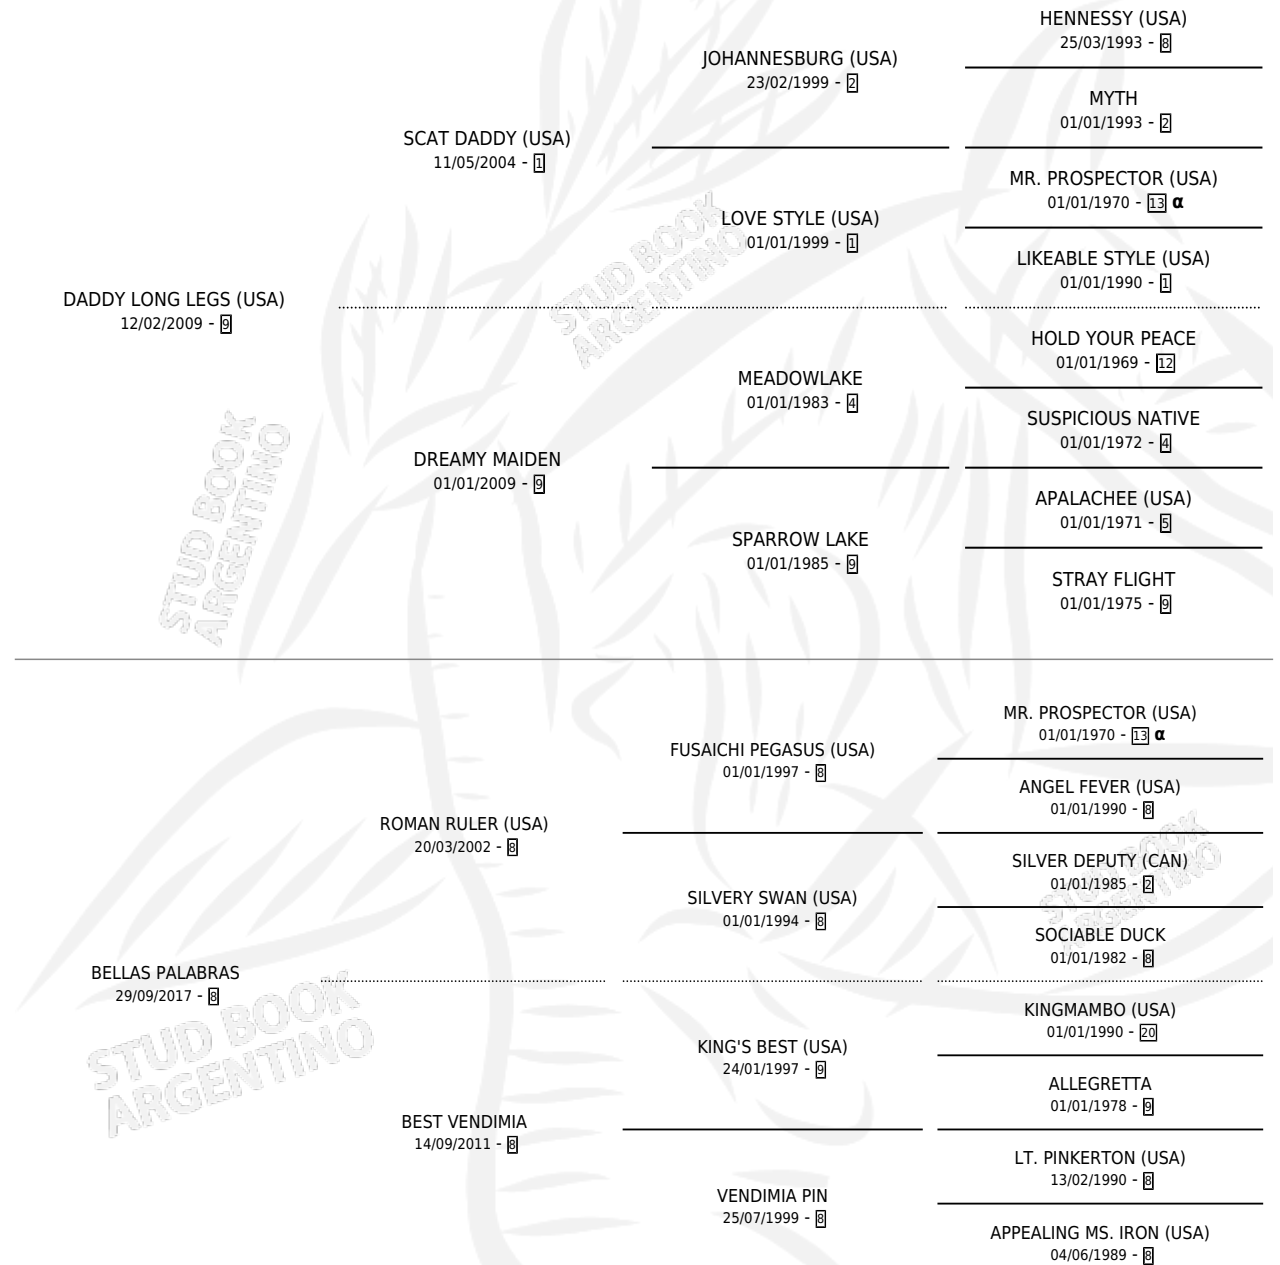 HENNESSY (USA)
25/03/1993 - 8
JOHANNESBURG (USA)
23/02/1999 - 2
MYTH
01/01/1993 - 2
SCAT DADDY (USA)
11/05/2004 - 1
MR. PROSPECTOR (USA)
01/01/1970 - 13 α
LOVE STYLE (USA)
01/01/1999 - 1
LIKEABLE STYLE (USA)
01/01/1990 - 1
DADDY LONG LEGS (USA)
12/02/2009 - 9
HOLD YOUR PEACE
01/01/1969 - 12
MEADOWLAKE
01/01/1983 - 4
SUSPICIOUS NATIVE
01/01/1972 - 4
DREAMY MAIDEN
01/01/2009 - 9
APALACHEE (USA)
01/01/1971 - 5
SPARROW LAKE
01/01/1985 - 9
STRAY FLIGHT
01/01/1975 - 9
MR. PROSPECTOR (USA)
01/01/1970 - 13 α
FUSAICHI PEGASUS (USA)
01/01/1997 - 8
ANGEL FEVER (USA)
01/01/1990 - 8
ROMAN RULER (USA)
20/03/2002 - 8
SILVER DEPUTY (CAN)
01/01/1985 - 2
SILVERY SWAN (USA)
01/01/1994 - 8
SOCIABLE DUCK
01/01/1982 - 8
BELLAS PALABRAS
29/09/2017 - 8
KINGMAMBO (USA)
01/01/1990 - 20
KING'S BEST (USA)
24/01/1997 - 9
ALLEGRETTA
01/01/1978 - 9
BEST VENDIMIA
14/09/2011 - 8
LT. PINKERTON (USA)
13/02/1990 - 8
VENDIMIA PIN
25/07/1999 - 8
APPEALING MS. IRON (USA)
04/06/1989 - 8
STUD BOOK
ARGENTINO
STUD BOOK
ARGENTINO
STUD BOOK
ARGENTINO
STUD BOOK
ARGENTINO